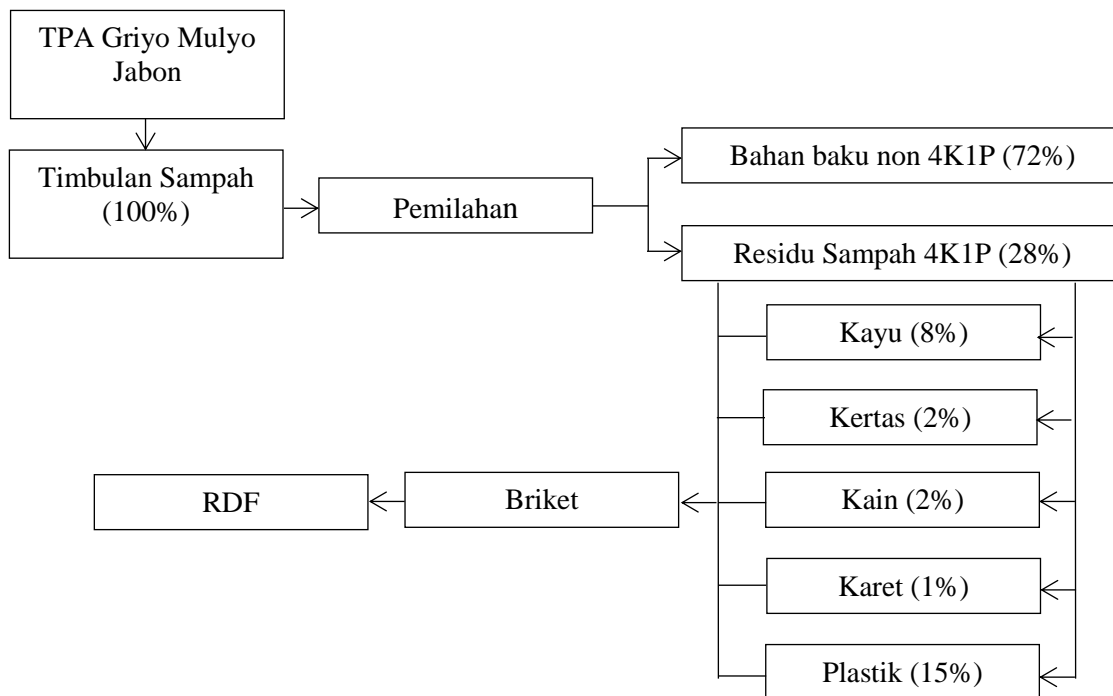 TPA Griyo Mulyo
Jabon
Timbulan Sampah
(100%)
Pemilahan
Bahan baku non 4K1P (72%)
Residu Sampah 4K1P (28%)
Kayu (8%)
Kertas (2%)
Kain (2%)
Karet (1%)
Plastik (15%)
Briket
RDF